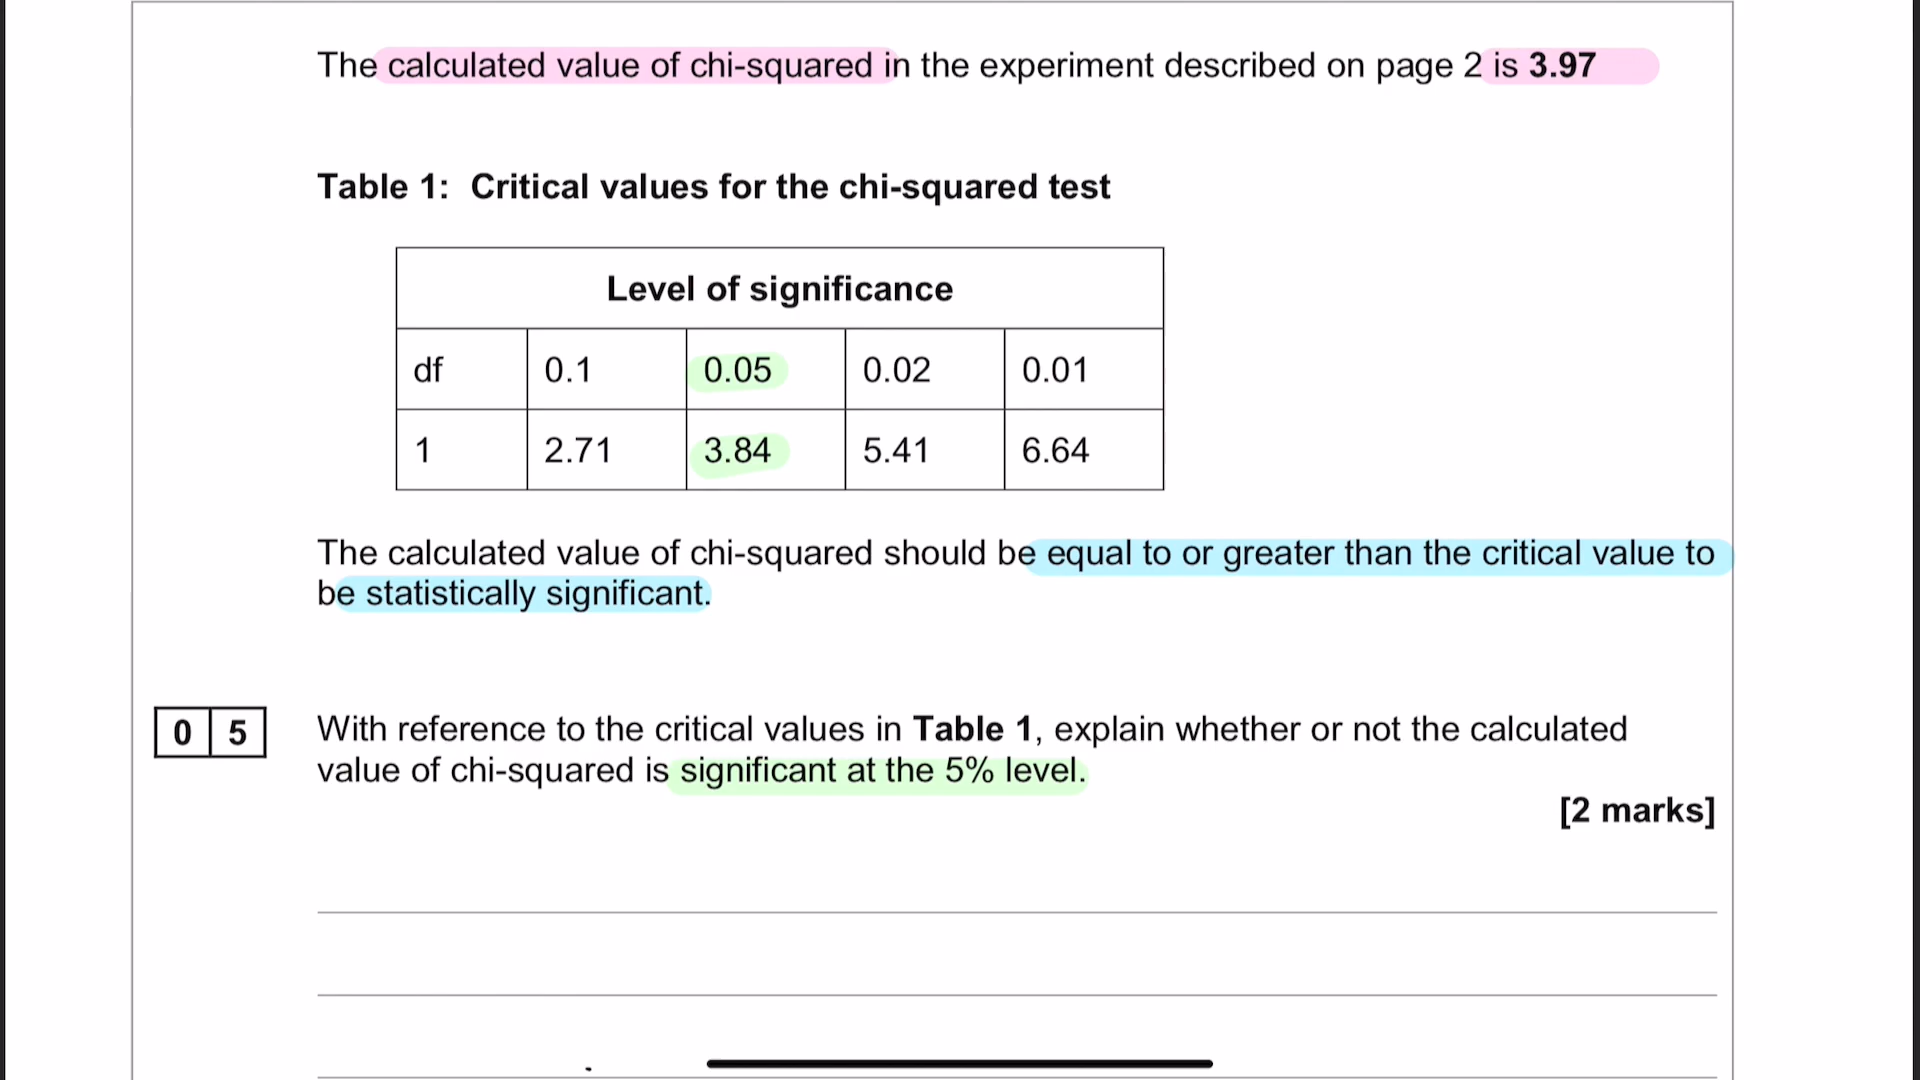 The calculated value of chi-squared in the experiment described on page 2 is 3.97
Table 1: Critical values for the chi-squared test
Level of significance
df 0.1 0.05 0.02 0.01
1 2.71 3.84 5.41 6.64
The calculated value of chi-squared should be equal to or greater than the critical value to
be statistically significant.
0 5 With reference to the critical values in Table 1, explain whether or not the calculated
value of chi-squared is significant at the 5% level.
[2 marks]